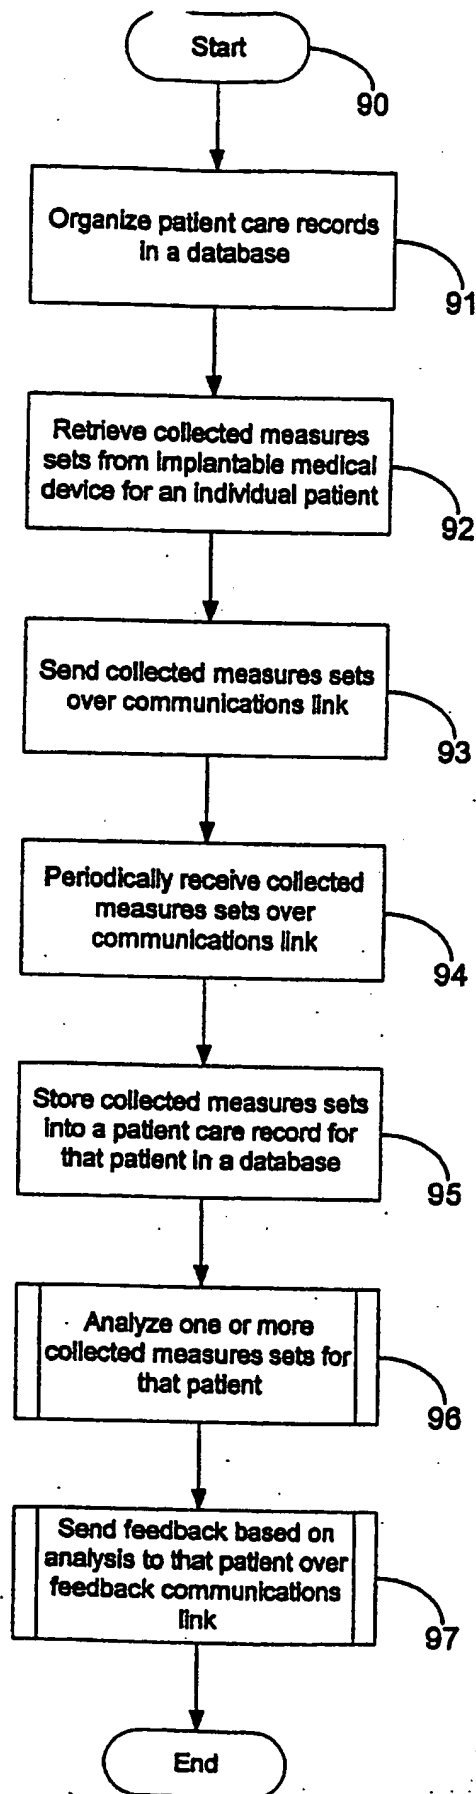 Start
90
Organize patient care records
in a database
91
Retrieve collected measures
sets from implantable medical
device for an individual patient
92
Send collected measures sets
over communications link
93
Periodically receive collected
measures sets over
communications link
94
Store collected measures sets
into a patient care record for
that patient in a database
95
Analyze one or more
collected measures sets for
that patient
96
Send feedback based on
analysis to that patient over
feedback communications
link
97
End